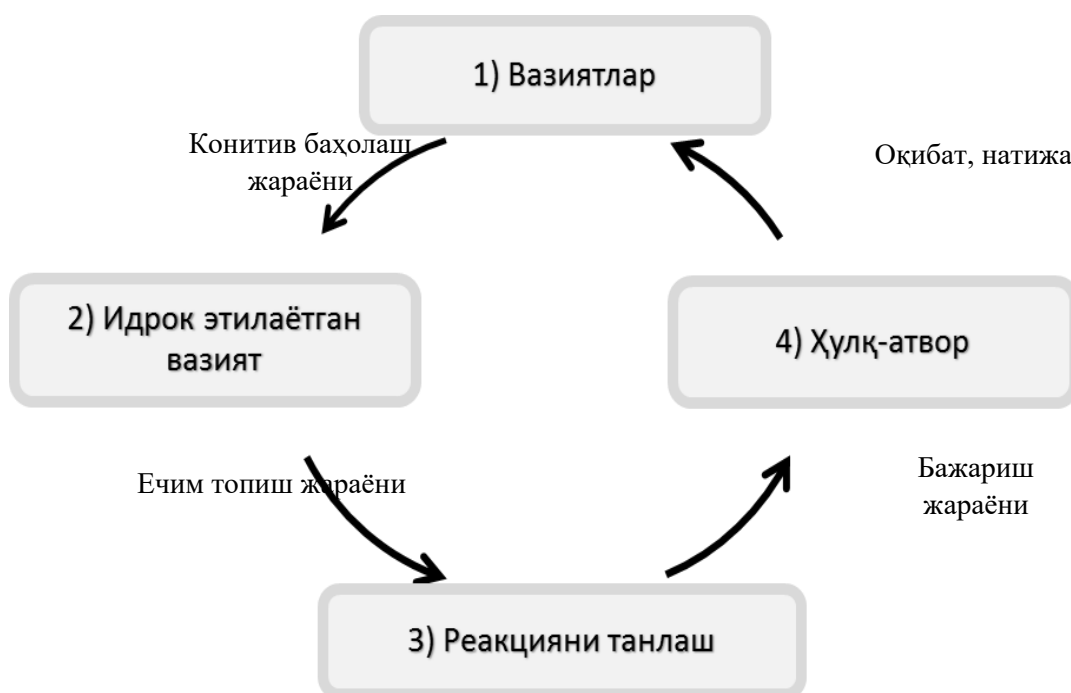 1) Вазиятлар
Конитив баҳолаш
жараёни
Оқибат, натижа
2) Идрок этилаётган
вазият
4) Ҳулқ-атвор
Ечим топиш жараёни
Бажариш
жараёни
3) Реакцияни танлаш